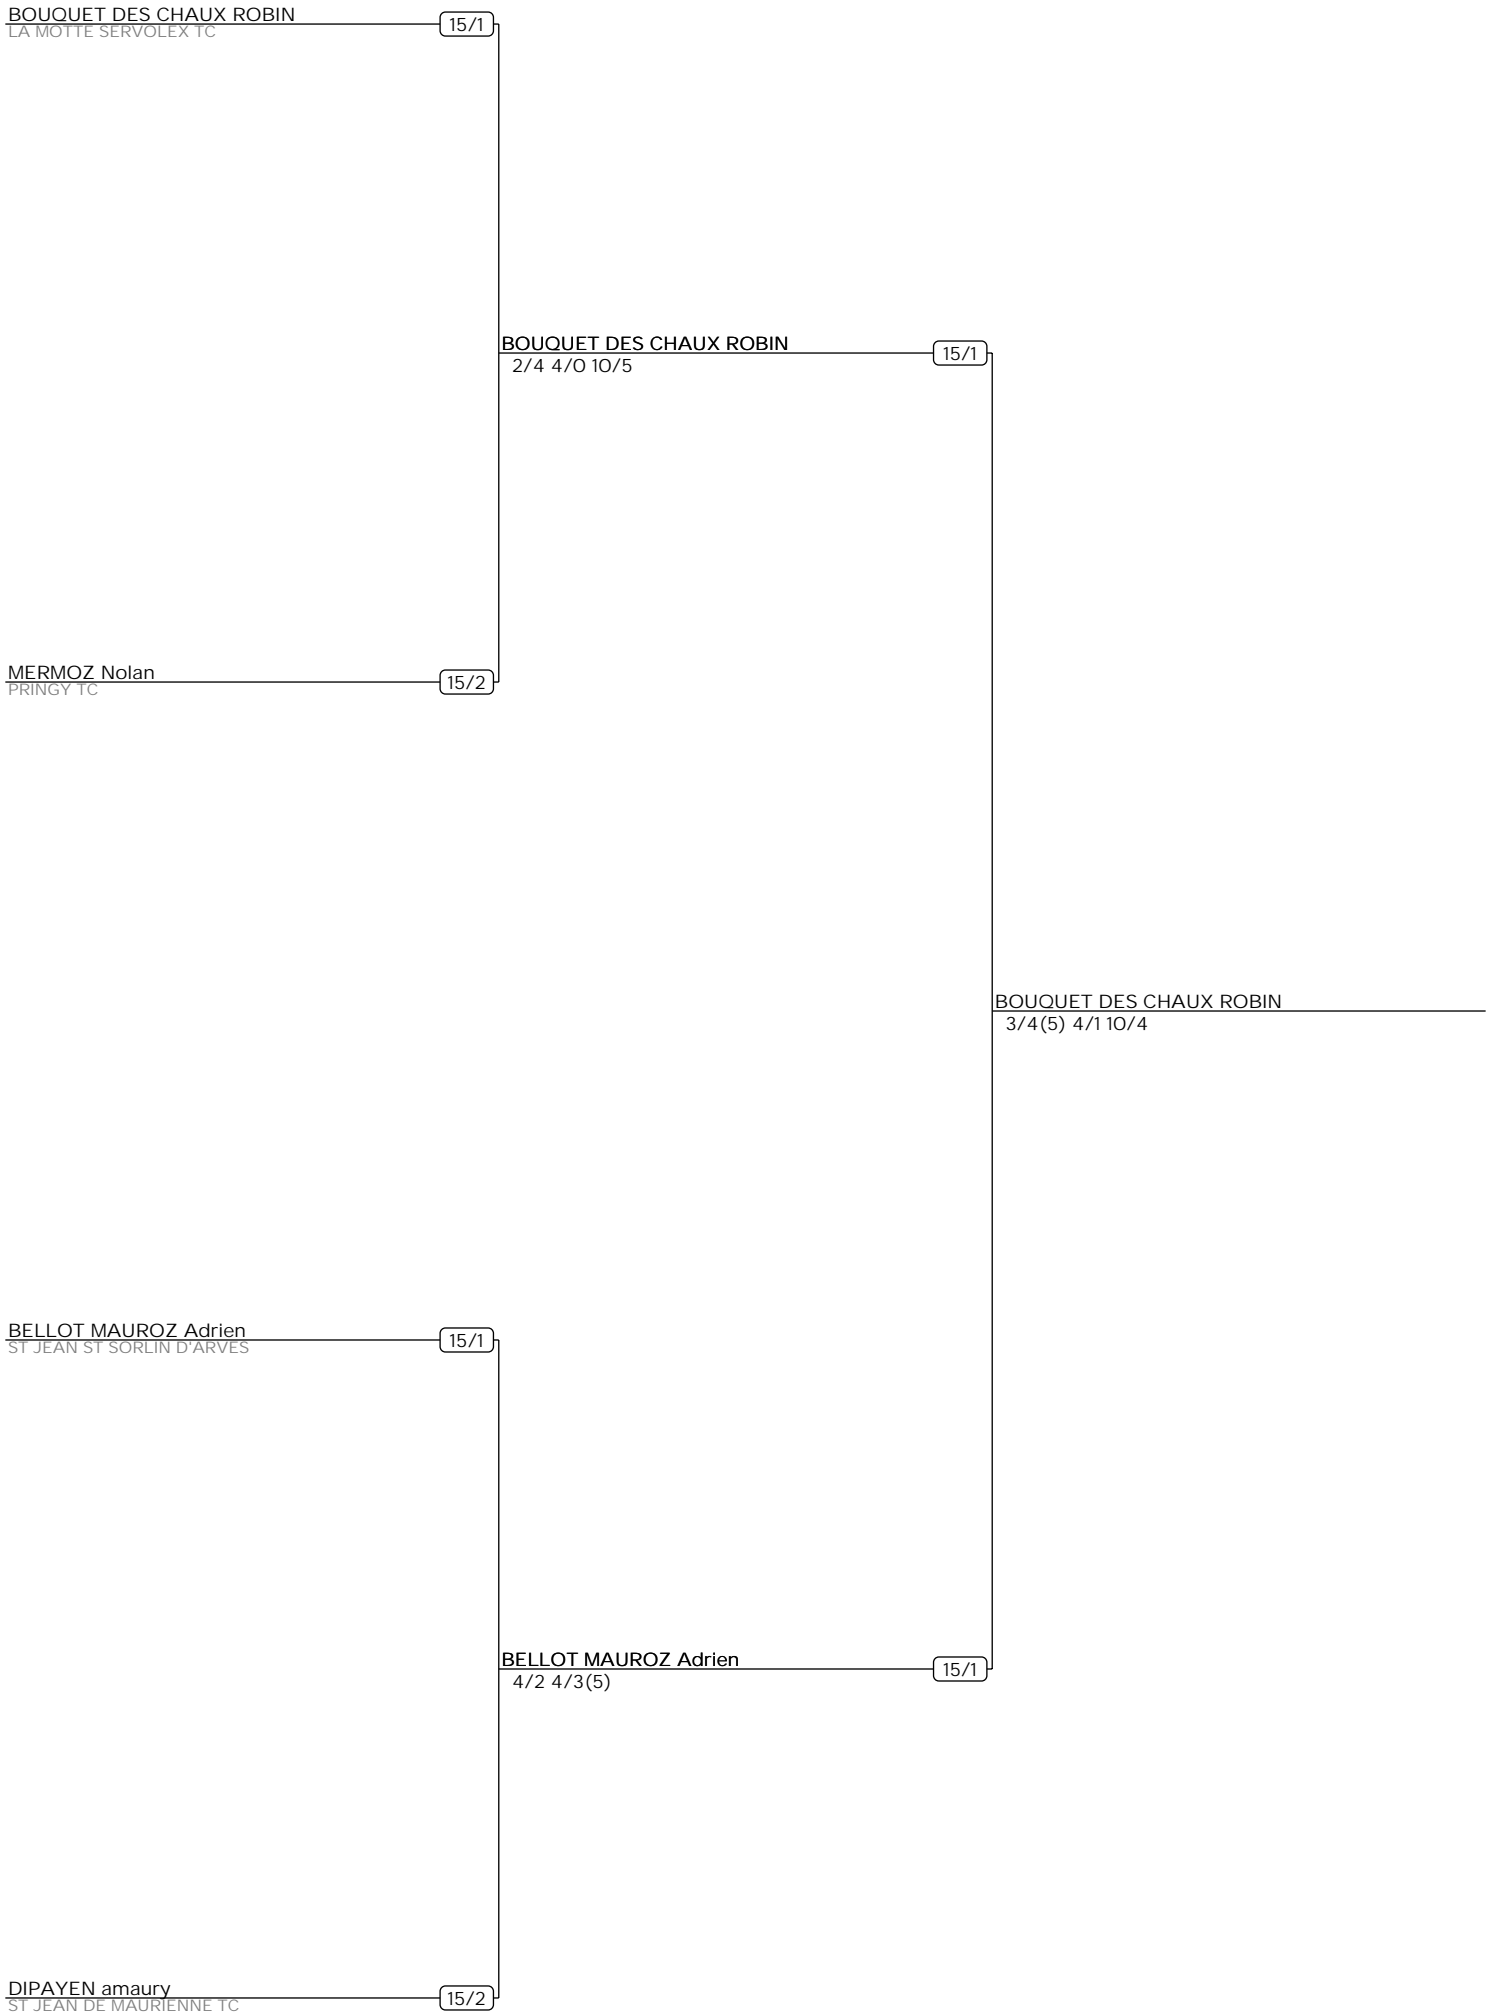 BOUQUET DES CHAUX ROBIN
LA MOTTE SERVOLEX TC
15/1
BOUQUET DES CHAUX ROBIN
2/4 4/0 10/5
15/1
MERMOZ Nolan
PRINGY TC
15/2
BOUQUET DES CHAUX ROBIN
3/4(5) 4/1 10/4
BELLOT MAUROZ Adrien
ST JEAN ST SORLIN D'ARVES
15/1
BELLOT MAUROZ Adrien
4/2 4/3(5)
15/1
DIPAYEN amaury
ST JEAN DE MAURIENNE TC
15/2